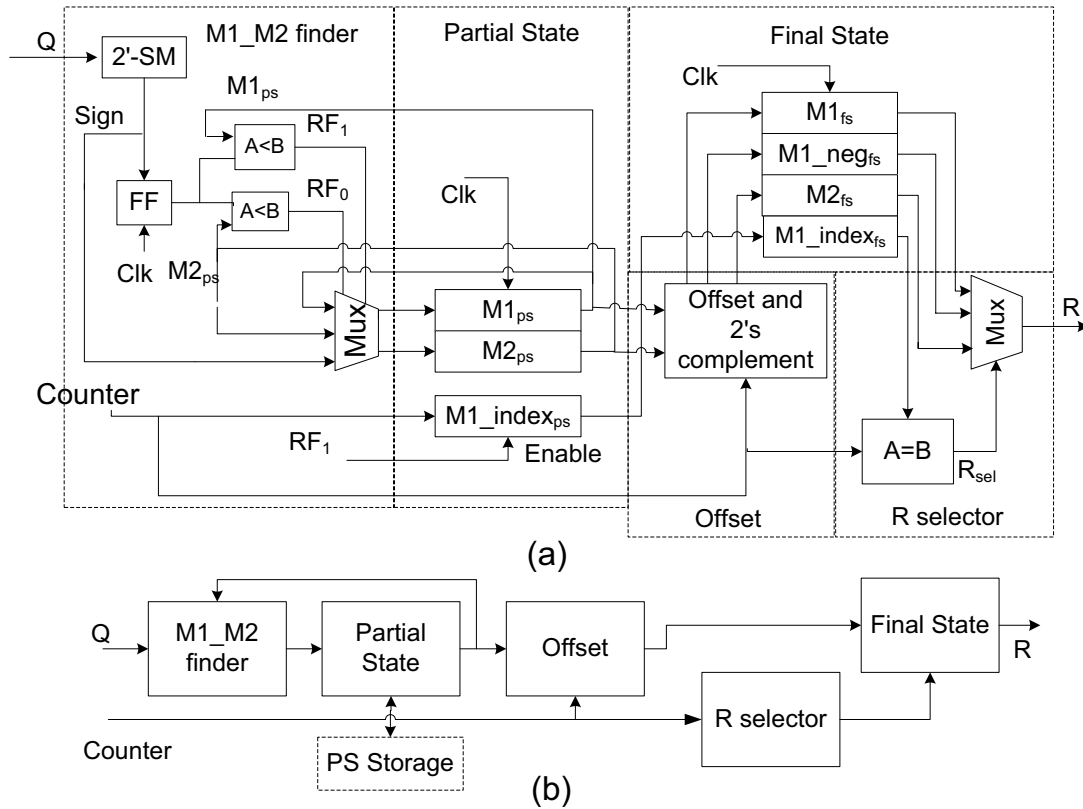 Q
2'-SM
M1_M2 finder
Partial State
Final State
Clk
M1ps
Sign
RF1
A<B
M1fs
M1_negfs
M2fs
M1_indexfs
FF
RF0
A<B
Clk
Clk
M2ps
Mux
M1ps
M2ps
Offset and
2's
complement
Mux
R
Counter
M1_indexps
RF1
Enable
A=B
Rsel
Offset
R selector
(a)
Q
M1_M2
finder
Partial
State
Offset
Final State
R
R selector
Counter
PS Storage
(b)